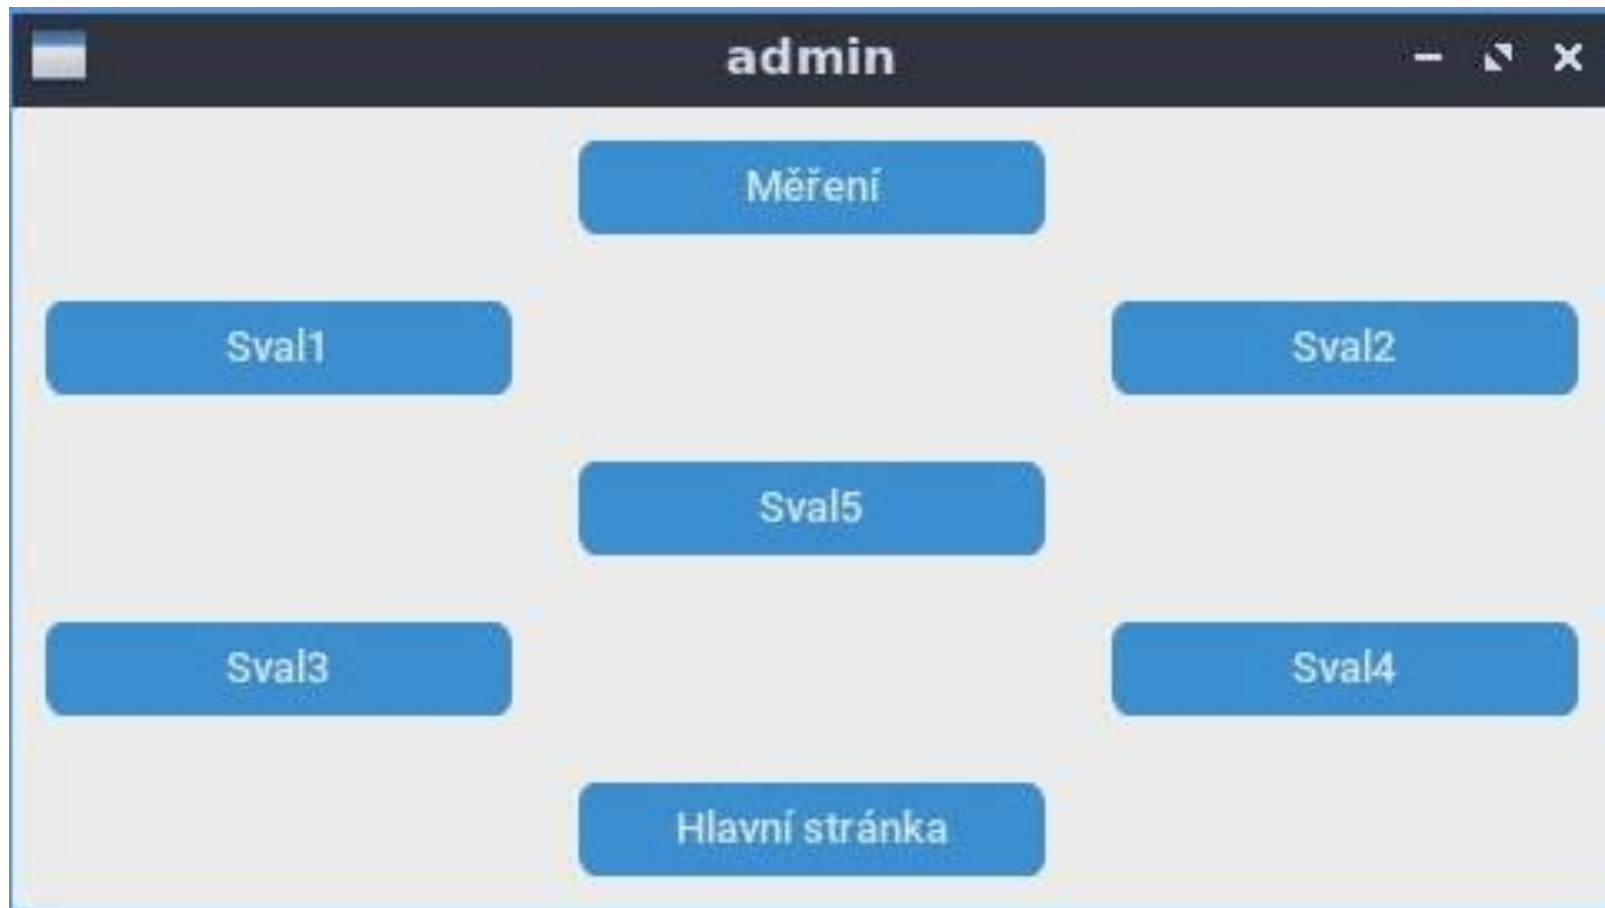 admin
Měření
Sval1
Sval2
Sval5
Sval3
Sval4
Hlavní stránka